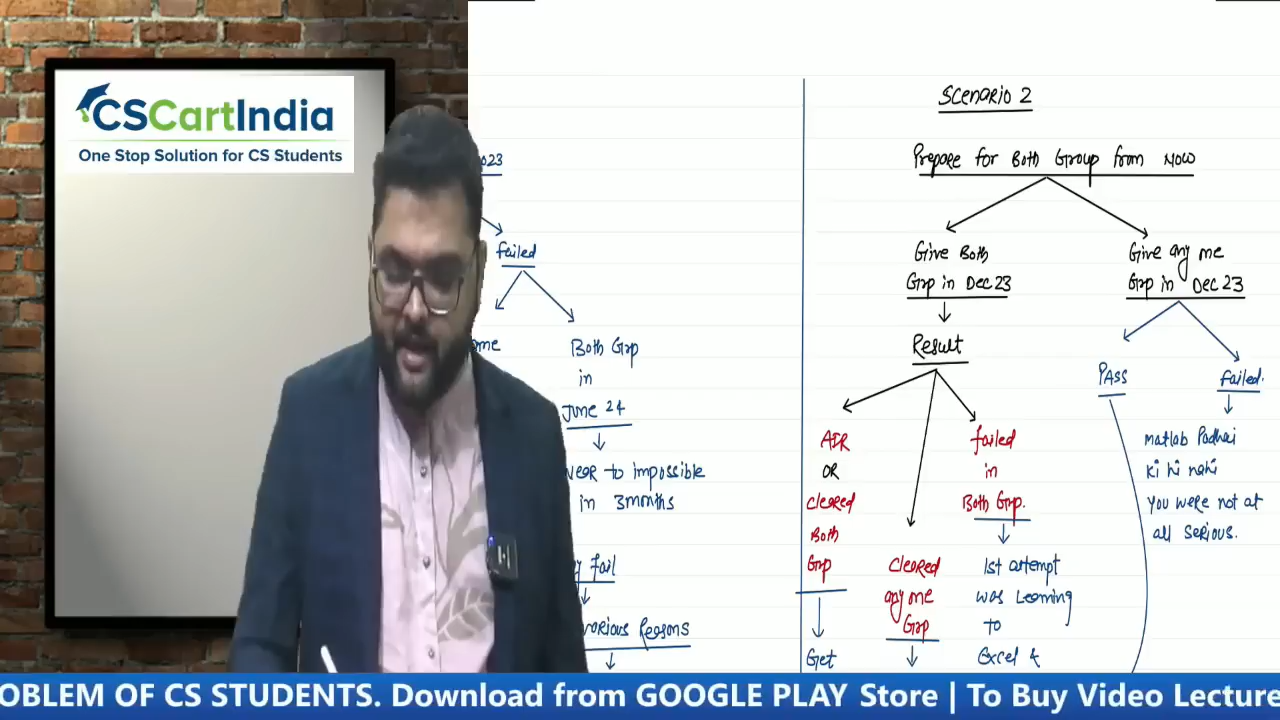 CSCartIndia
One Stop Solution for CS Students
023
failed
me
Both Grp
in
June 24
Near to impossible
in 3 months
fail
various Reasons
Scenario 2
Prepare for Both Group from Now
Give Both
Grp in Dec 23
Result
AIR
OR
Cleared
Both
Grp
Get
Cleared
any one
Grp
failed
in
Both Grp.
1st attempt
was Learning
To
Excel &
Give any one
Grp in Dec 23
PASS
failed.
matlab Padhai
ki hi nahi
You were not at
all serious.
OBLEM OF CS STUDENTS. Download from GOOGLE PLAY Store | To Buy Video Lecture